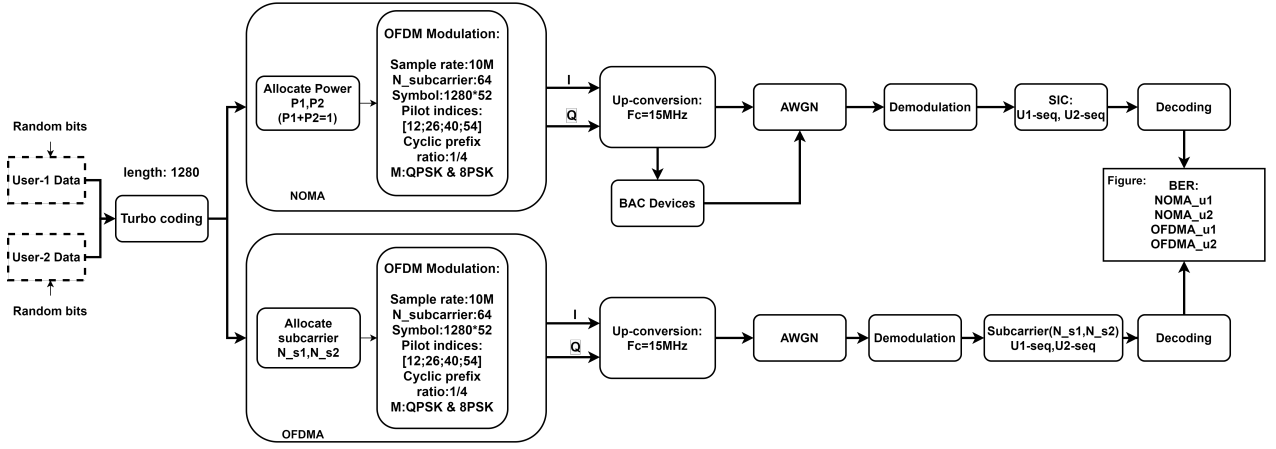 Random bits
User-1 Data
User-2 Data
Random bits
length: 1280
Turbo coding
Allocate Power
P1,P2
(P1+P2=1)
OFDM Modulation:
Sample rate:10M
N_subcarrier:64
Symbol:1280*52
Pilot indices:
[12;26;40;54]
Cyclic prefix
ratio:1/4
M:QPSK & 8PSK
NOMA
I
Q
Up-conversion:
Fc=15MHz
BAC Devices
AWGN
Demodulation
SIC:
U1-seq, U2-seq
Decoding
Figure:
BER:
NOMA_u1
NOMA_u2
OFDMA_u1
OFDMA_u2
Allocate
subcarrier
N_s1,N_s2
OFDM Modulation:
Sample rate:10M
N_subcarrier:64
Symbol:1280*52
Pilot indices:
[12;26;40;54]
Cyclic prefix
ratio:1/4
M:QPSK & 8PSK
OFDMA
I
Q
Up-conversion:
Fc=15MHz
AWGN
Demodulation
Subcarrier(N_s1,N_s2)
U1-seq,U2-seq
Decoding